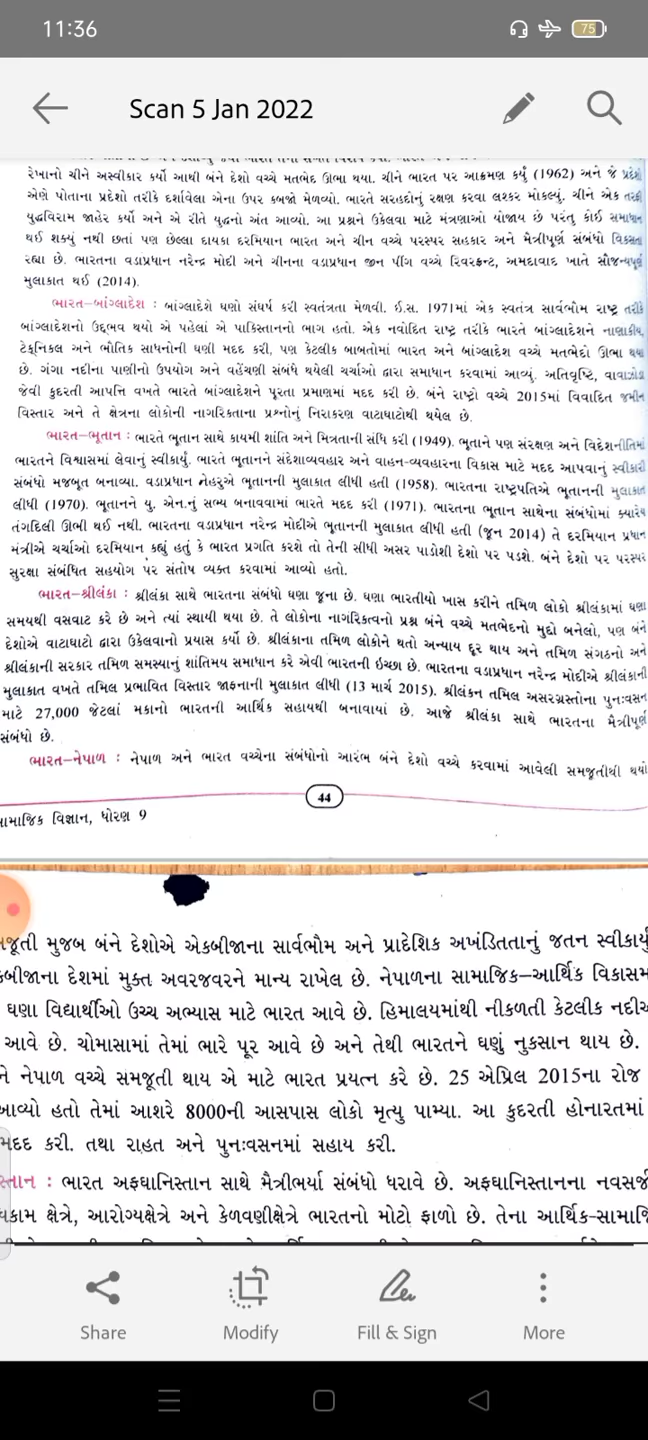 11:36
75
Scan 5 Jan 2022
રેખાનો ચીને અસ્વીકાર કર્યો આથી બંને દેશો વચ્ચે મતભેદ ઊભા થયા. ચીને ભારત પર આક્રમણ કર્યું (1962) અને જે પ્રદેશો
એણે પોતાના પ્રદેશો તરીકે દર્શાવેલા એના ઉપર કબજો મેળવ્યો. ભારતે સરહદોનું રક્ષણ કરવા લશ્કર મોકલ્યું. ચીને એક તરફી
યુદ્ધવિરામ જાહેર કર્યો અને એ રીતે યુદ્ધનો અંત આવ્યો. આ પ્રશ્નને ઉકેલવા માટે મંત્રણાઓ યોજાય છે પરંતુ કોઈ સમાધાન
થઈ શક્યું નથી છતાં પણ છેલ્લા દાયકા દરમિયાન ભારત અને ચીન વચ્ચે પરસ્પર સહકાર અને મૈત્રીપૂર્ણ સંબંધો વિકસતા
રહ્યા છે. ભારતના વડાપ્રધાન નરેન્દ્ર મોદી અને ચીનના વડાપ્રધાન જીન પીંગ વચ્ચે રિવરફ્રન્ટ, અમદાવાદ ખાતે સૌજન્યપૂર્ણ
મુલાકાત થઈ (2014).
ભારત–બાંગ્લાદેશ : બાંગ્લાદેશે ઘણો સંઘર્ષ કરી સ્વતંત્રતા મેળવી. ઈ.સ. 1971માં એક સ્વતંત્ર સાર્વભૌમ રાષ્ટ્ર તરીકે
બાંગ્લાદેશનો ઉદ્ભવ થયો એ પહેલાં એ પાકિસ્તાનનો ભાગ હતો. એક નવોદિત રાષ્ટ્ર તરીકે ભારતે બાંગ્લાદેશને નાણાકીય,
ટેક્નિકલ અને ભૌતિક સાધનોની ઘણી મદદ કરી, પણ કેટલીક બાબતોમાં ભારત અને બાંગ્લાદેશ વચ્ચે મતભેદો ઊભા થયા
છે. ગંગા નદીના પાણીનો ઉપયોગ અને વહેંચણી સંબંધે થયેલી ચર્ચાઓ દ્વારા સમાધાન કરવામાં આવ્યું. અતિવૃષ્ટિ, વાવાઝોડા
જેવી કુદરતી આપત્તિ વખતે ભારતે બાંગ્લાદેશને પૂરતા પ્રમાણમાં મદદ કરી છે. બંને રાષ્ટ્રો વચ્ચે 2015માં વિવાદિત જમીન
વિસ્તાર અને તે ક્ષેત્રના લોકોની નાગરિકતાના પ્રશ્નોનું નિરાકરણ વાટાઘાટોથી થયેલ છે.
ભારત–ભૂતાન : ભારતે ભૂતાન સાથે કાયમી શાંતિ અને મિત્રતાની સંધિ કરી (1949). ભૂતાને પણ સંરક્ષણ અને વિદેશનીતિમાં
ભારતને વિશ્વાસમાં લેવાનું સ્વીકાર્યું. ભારતે ભૂતાનને સંદેશાવ્યવહાર અને વાહન-વ્યવહારના વિકાસ માટે મદદ આપવાનું સ્વીકારી
સંબંધો મજબૂત બનાવ્યા. વડાપ્રધાન નેહરુએ ભૂતાનની મુલાકાત લીધી હતી (1958). ભારતના રાષ્ટ્રપતિએ ભૂતાનની મુલાકાત
લીધી (1970). ભૂતાનને યુ. એન.નું સભ્ય બનાવવામાં ભારતે મદદ કરી (1971). ભારતના ભૂતાન સાથેના સંબંધોમાં ક્યારેય
તંગદિલી ઊભી થઈ નથી. ભારતના વડાપ્રધાન નરેન્દ્ર મોદીએ ભૂતાનની મુલાકાત લીધી હતી (જૂન 2014) તે દરમિયાન પ્રધાન
મંત્રીએ ચર્ચાઓ દરમિયાન કહ્યું હતું કે ભારત પ્રગતિ કરશે તો તેની સીધી અસર પાડોશી દેશો પર પડશે. બંને દેશો પર પરસ્પર
સુરક્ષા સંબંધિત સહયોગ પર સંતોષ વ્યક્ત કરવામાં આવ્યો હતો.
ભારત–શ્રીલંકા : શ્રીલંકા સાથે ભારતના સંબંધો ઘણા જૂના છે. ઘણા ભારતીયો ખાસ કરીને તમિળ લોકો શ્રીલંકામાં ઘણા
સમયથી વસવાટ કરે છે અને ત્યાં સ્થાયી થયા છે. તે લોકોના નાગરિકત્વનો પ્રશ્ન બંને વચ્ચે મતભેદનો મુદ્દો બનેલો, પણ બંને
દેશોએ વાટાઘાટો દ્વારા ઉકેલવાનો પ્રયાસ કર્યો છે. શ્રીલંકાના તમિળ લોકોને થતો અન્યાય દૂર થાય અને તમિળ સંગઠનો અને
શ્રીલંકાની સરકાર તમિળ સમસ્યાનું શાંતિમય સમાધાન કરે એવી ભારતની ઇચ્છા છે. ભારતના વડાપ્રધાન નરેન્દ્ર મોદીએ શ્રીલંકાની
મુલાકાત વખતે તમિલ પ્રભાવિત વિસ્તાર જાફનાની મુલાકાત લીધી (13 માર્ચ 2015). શ્રીલંકન તમિલ અસરગ્રસ્તોના પુનઃવસન
માટે 27,000 જેટલાં મકાનો ભારતની આર્થિક સહાયથી બનાવાયાં છે. આજે શ્રીલંકા સાથે ભારતના મૈત્રીપૂર્ણ
સંબંધો છે.
ભારત–નેપાળ : નેપાળ અને ભારત વચ્ચેના સંબંધોનો આરંભ બંને દેશો વચ્ચે કરવામાં આવેલી સમજૂતીથી થયો
44
સામાજિક વિજ્ઞાન, ધોરણ 9
જૂતી મુજબ બંને દેશોએ એકબીજાના સાર્વભૌમ અને પ્રાદેશિક અખંડિતતાનું જતન સ્વીકાર્યું
કબીજાના દેશમાં મુક્ત અવરજવરને માન્ય રાખેલ છે. નેપાળના સામાજિક–આર્થિક વિકાસમ
ઘણા વિદ્યાર્થીઓ ઉચ્ચ અભ્યાસ માટે ભારત આવે છે. હિમાલયમાંથી નીકળતી કેટલીક નદીઓ
આવે છે. ચોમાસામાં તેમાં ભારે પૂર આવે છે અને તેથી ભારતને ઘણું નુકસાન થાય છે.
ને નેપાળ વચ્ચે સમજૂતી થાય એ માટે ભારત પ્રયત્ન કરે છે. 25 એપ્રિલ 2015ના રોજ
આવ્યો હતો તેમાં આશરે 8000ની આસપાસ લોકો મૃત્યુ પામ્યા. આ કુદરતી હોનારતમાં
મદદ કરી. તથા રાહત અને પુનઃવસનમાં સહાય કરી.
સ્તાન : ભારત અફઘાનિસ્તાન સાથે મૈત્રીભર્યા સંબંધો ધરાવે છે. અફઘાનિસ્તાનના નવસર્જ
ધકામ ક્ષેત્રે, આરોગ્યક્ષેત્રે અને કેળવણીક્ષેત્રે ભારતનો મોટો ફાળો છે. તેના આર્થિક-સામાજિ
Share
Modify
Fill & Sign
More